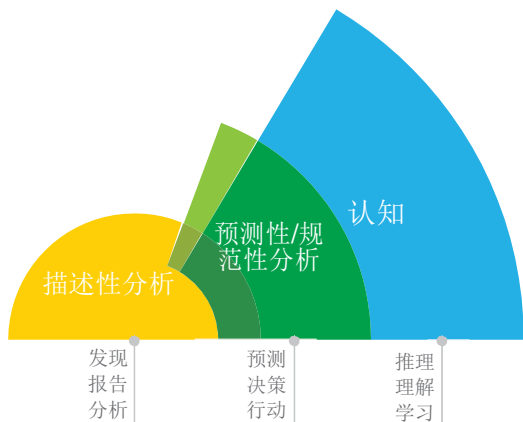 认知
预测性/规
范性分析
描述性分析
发现
报告
分析
预测
决策
行动
推理
理解
学习